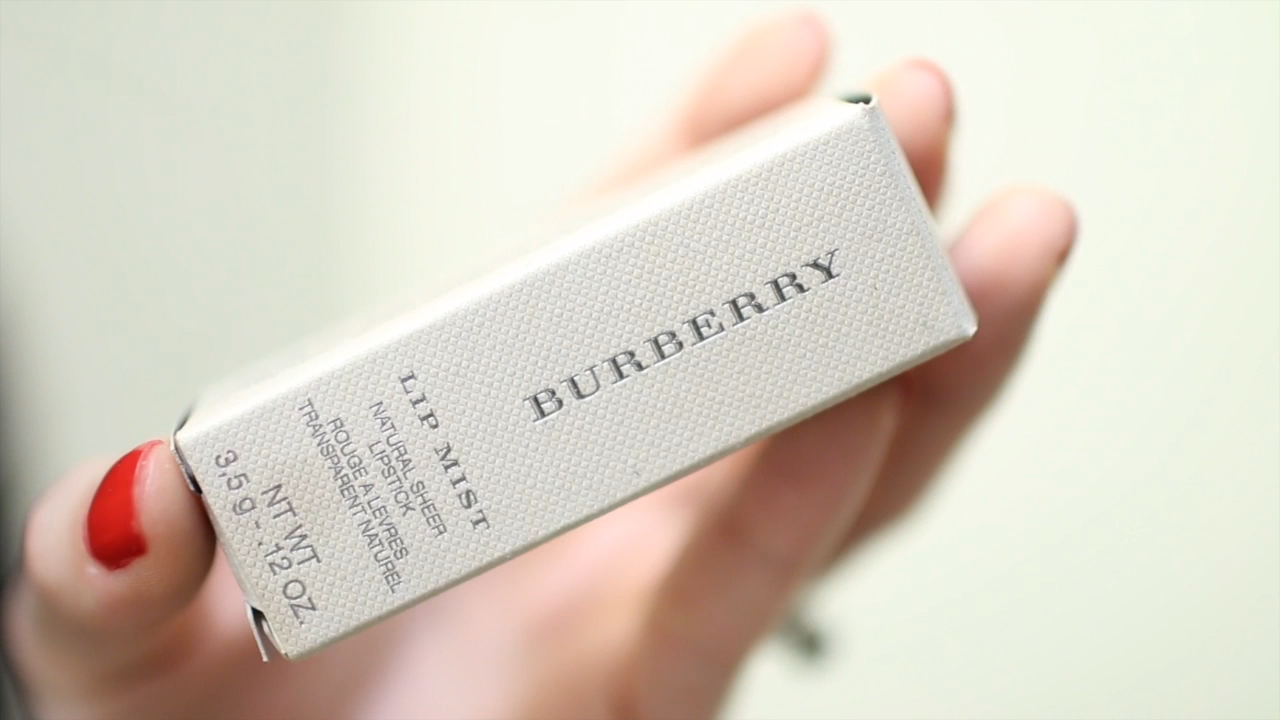 BURBERRY
LIP MIST
NATURAL SHEER
LIPSTICK
ROUGE A LEVRES
TRANSPARENT NATUREL
NT WT
3,5 g - .12 OZ.